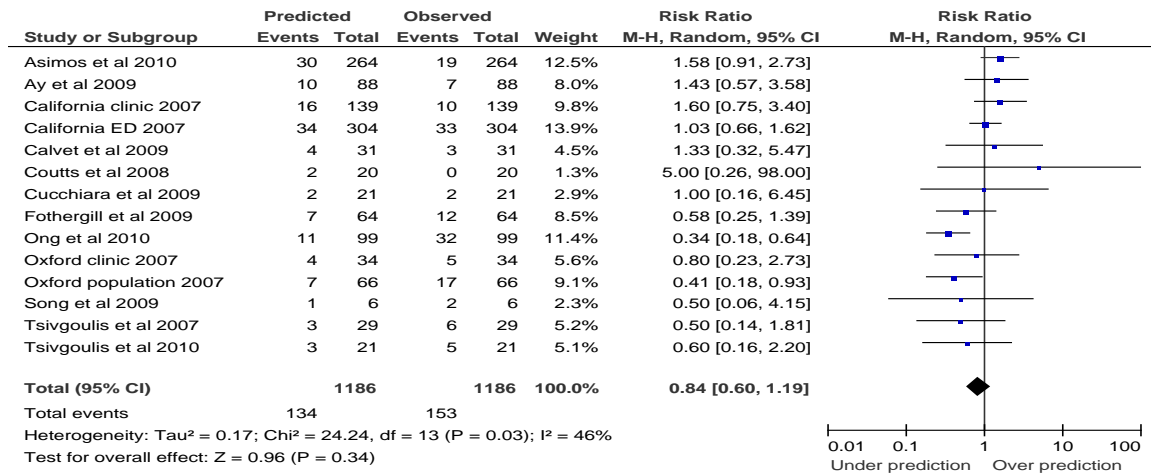 Predicted Observed Risk Ratio Risk Ratio
Study or Subgroup Events Total Events Total Weight M-H, Random, 95% CI M-H, Random, 95% CI
Asimos et al 2010 30 264 19 264 12.5% 1.58 [0.91, 2.73]
Ay et al 2009 10 88 7 88 8.0% 1.43 [0.57, 3.58]
California clinic 2007 16 139 10 139 9.8% 1.60 [0.75, 3.40]
California ED 2007 34 304 33 304 13.9% 1.03 [0.66, 1.62]
Calvet et al 2009 4 31 3 31 4.5% 1.33 [0.32, 5.47]
Coutts et al 2008 2 20 0 20 1.3% 5.00 [0.26, 98.00]
Cucchiara et al 2009 2 21 2 21 2.9% 1.00 [0.16, 6.45]
Fothergill et al 2009 7 64 12 64 8.5% 0.58 [0.25, 1.39]
Ong et al 2010 11 99 32 99 11.4% 0.34 [0.18, 0.64]
Oxford clinic 2007 4 34 5 34 5.6% 0.80 [0.23, 2.73]
Oxford population 2007 7 66 17 66 9.1% 0.41 [0.18, 0.93]
Song et al 2009 1 6 2 6 2.3% 0.50 [0.06, 4.15]
Tsivgoulis et al 2007 3 29 6 29 5.2% 0.50 [0.14, 1.81]
Tsivgoulis et al 2010 3 21 5 21 5.1% 0.60 [0.16, 2.20]
Total (95% CI) 1186 1186 100.0% 0.84 [0.60, 1.19]
Total events 134 153
Heterogeneity: Tau² = 0.17; Chi² = 24.24, df = 13 (P = 0.03); I² = 46%
Test for overall effect: Z = 0.96 (P = 0.34)
0.01 0.1 1 10 100
Under prediction Over prediction